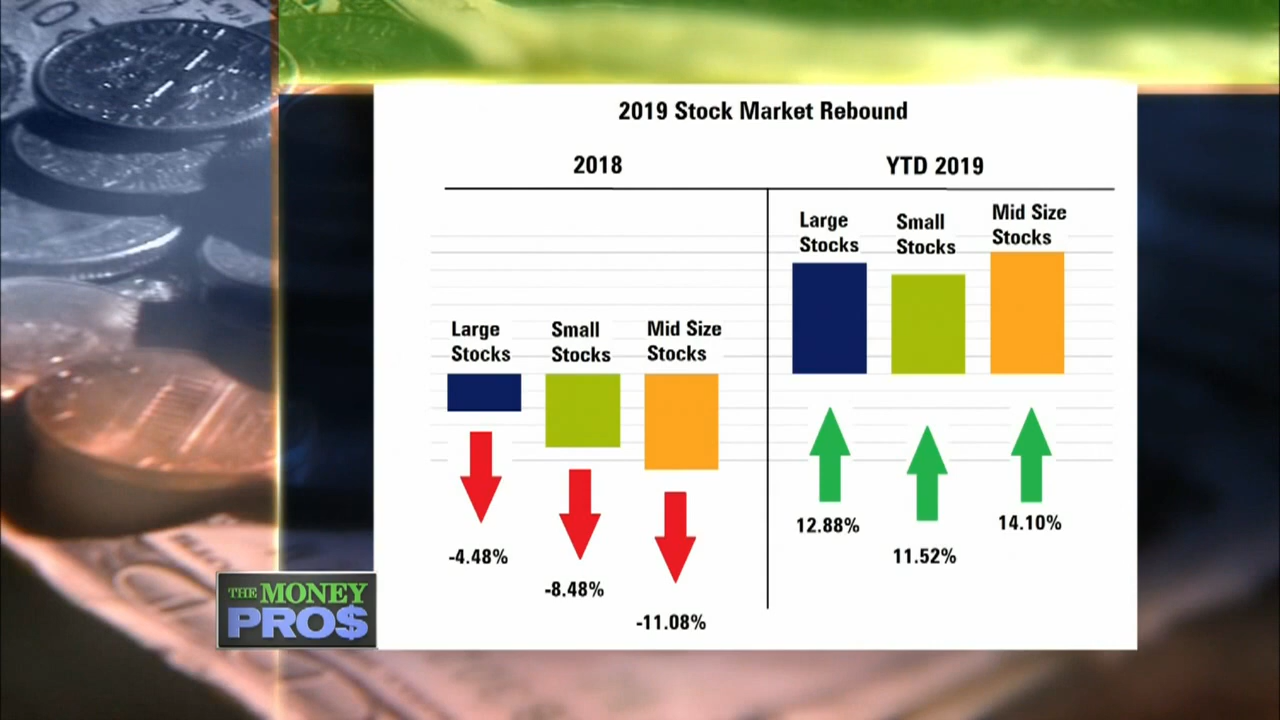 2019 Stock Market Rebound
2018
Large
Stocks
Small
Stocks
Mid Size
Stocks
-4.48%
-8.48%
-11.08%
YTD 2019
Large
Stocks
Small
Stocks
Mid Size
Stocks
12.88%
11.52%
14.10%
THE MONEY
PRO$